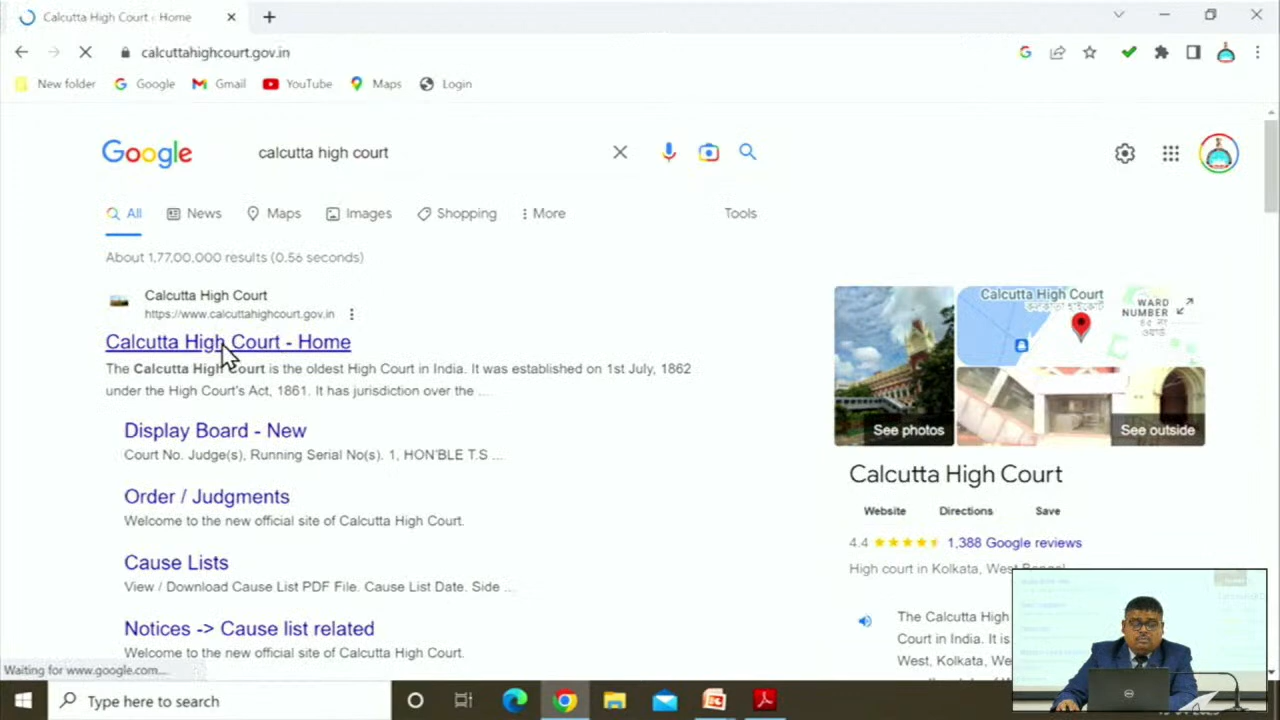 Calcutta High Court - Home
calcuttahighcourt.gov.in
New folder
Google
Gmail
YouTube
Maps
Login
Google
calcutta high court
All
News
Maps
Images
Shopping
More
Tools
About 1,77,00,000 results (0.56 seconds)
Calcutta High Court
https://www.calcuttahighcourt.gov.in
Calcutta High Court - Home
The Calcutta High Court is the oldest High Court in India. It was established on 1st July, 1862
under the High Court's Act, 1861. It has jurisdiction over the ...
Display Board - New
Court No. Judge(s), Running Serial No(s). 1, HON'BLE T.S ...
Order / Judgments
Welcome to the new official site of Calcutta High Court.
Cause Lists
View / Download Cause List PDF File. Cause List Date. Side ...
Notices -> Cause list related
Welcome to the new official site of Calcutta High Court.
Calcutta High Court
WARD
NUMBER
See photos
See outside
Calcutta High Court
Website
Directions
Save
4.4
1,388 Google reviews
High court in Kolkata, West Bengal
The Calcutta High
Court in India. It is
West, Kolkata, We
Waiting for www.google.com...
Type here to search